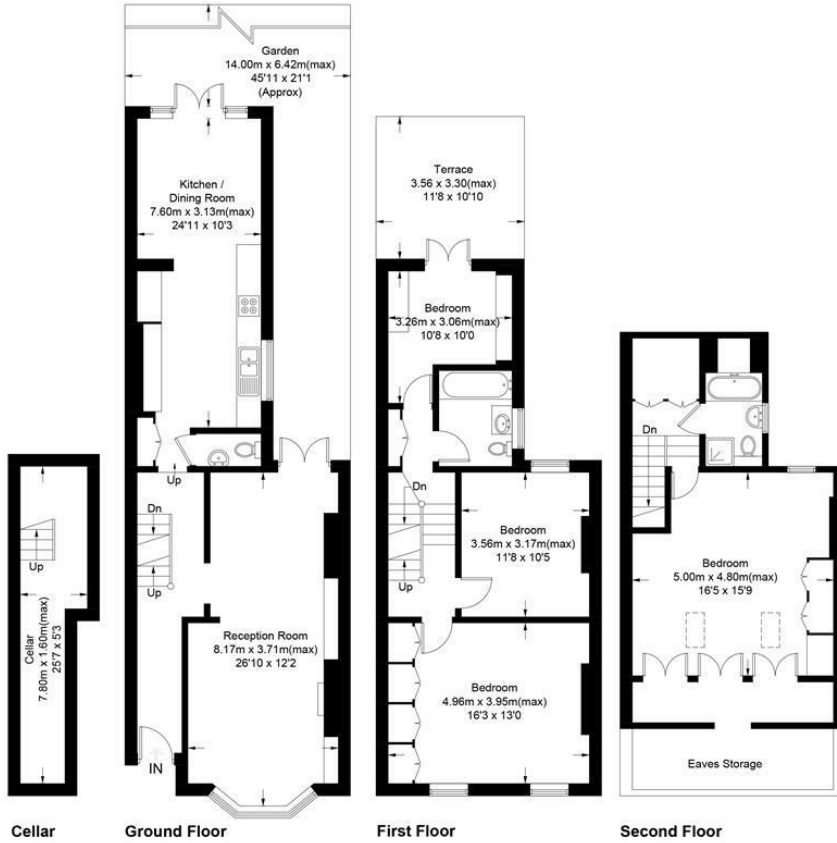 Garden
14.00m x 6.42m(max)
45'11 x 21'1
(Approx)
Kitchen /
Dining Room
7.60m x 3.13m(max)
24'11 x 10'3
Up
Dn
Up
Reception Room
8.17m x 3.71m(max)
26'10 x 12'2
IN
Up
Cellar
7.80m x 1.60m(max)
25'7 x 5'3
Terrace
3.56 x 3.30(max)
11'8 x 10'10
Bedroom
3.26m x 3.06m(max)
10'8 x 10'0
Dn
Up
Bedroom
3.56m x 3.17m(max)
11'8 x 10'5
Bedroom
4.96m x 3.95m(max)
16'3 x 13'0
Dn
Bedroom
5.00m x 4.80m(max)
16'5 x 15'9
Eaves Storage
Cellar
Ground Floor
First Floor
Second Floor